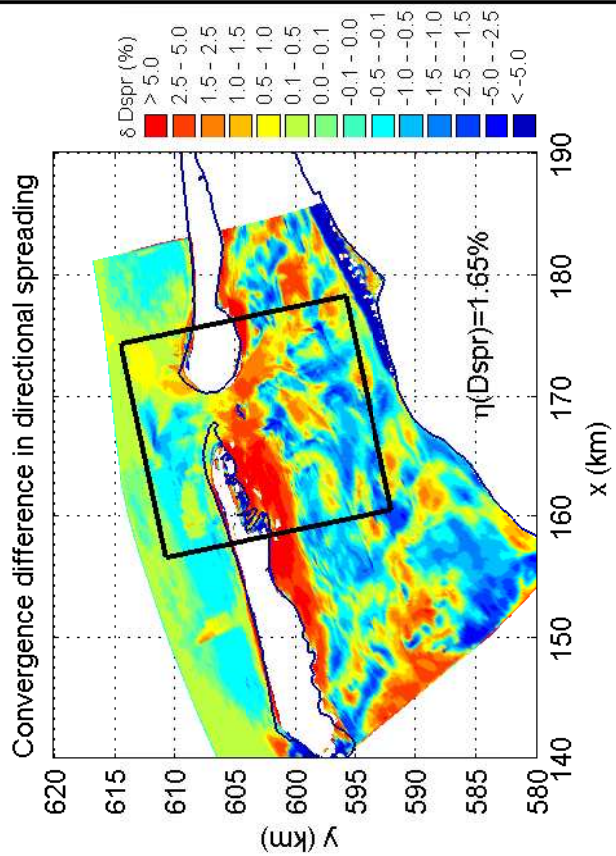 Convergence difference in directional spreading
δ Dspr (%)
> 5.0
2.5 - 5.0
1.5 - 2.5
1.0 - 1.5
0.5 - 1.0
0.1 - 0.5
0.0 - 0.1
-0.1 - 0.0
-0.5 - -0.1
-1.0 - -0.5
-1.5 - -1.0
-2.5 - -1.5
-5.0 - -2.5
< -5.0
620
615
610
605
600
595
590
585
580
y (km)
η(Dspr)=1.65%
140
150
160
170
180
190
x (km)